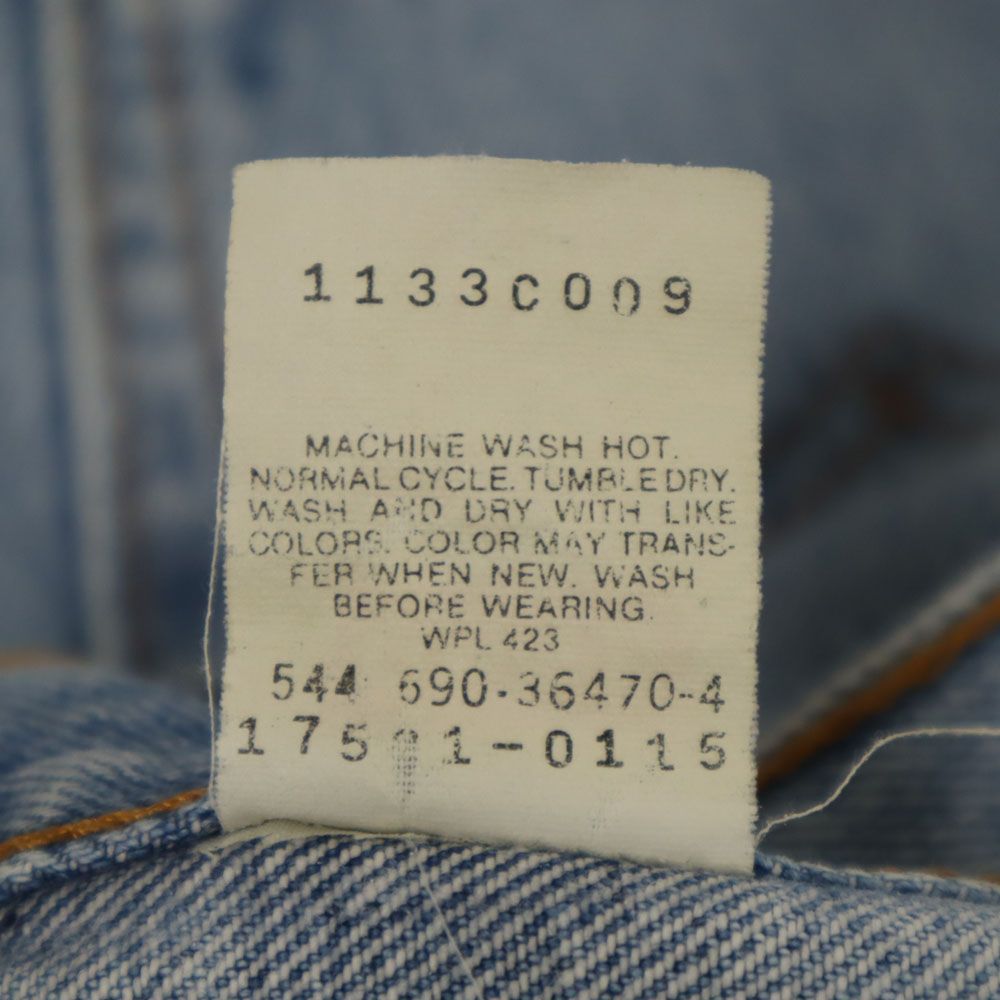 1133C009
MACHINE WASH HOT.
NORMAL CYCLE. TUMBLE DRY.
WASH AND DRY WITH LIKE
COLORS. COLOR MAY TRANS-
FER WHEN NEW. WASH
BEFORE WEARING.
WPL 423
544 690-36470-4
-0115